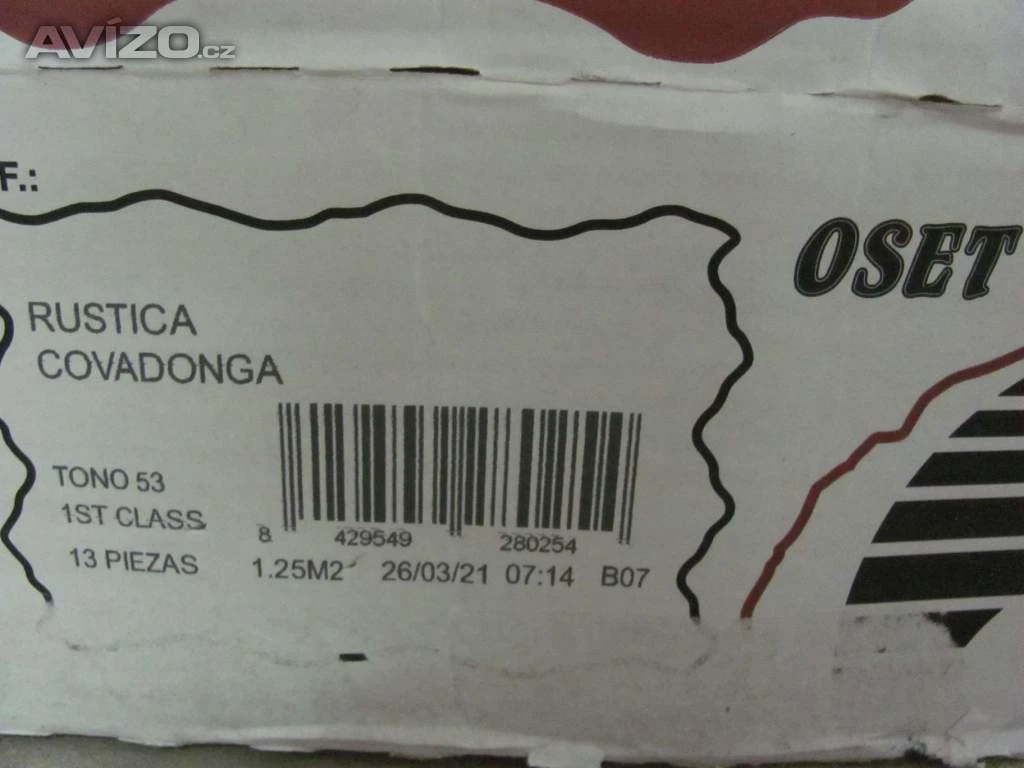 AVÍZO.cz
F.:
OSET
RUSTICA
COVADONGA
TONO 53
1ST CLASS
13 PIEZAS
8 429549 280254
1.25M2 26/03/21 07:14 B07